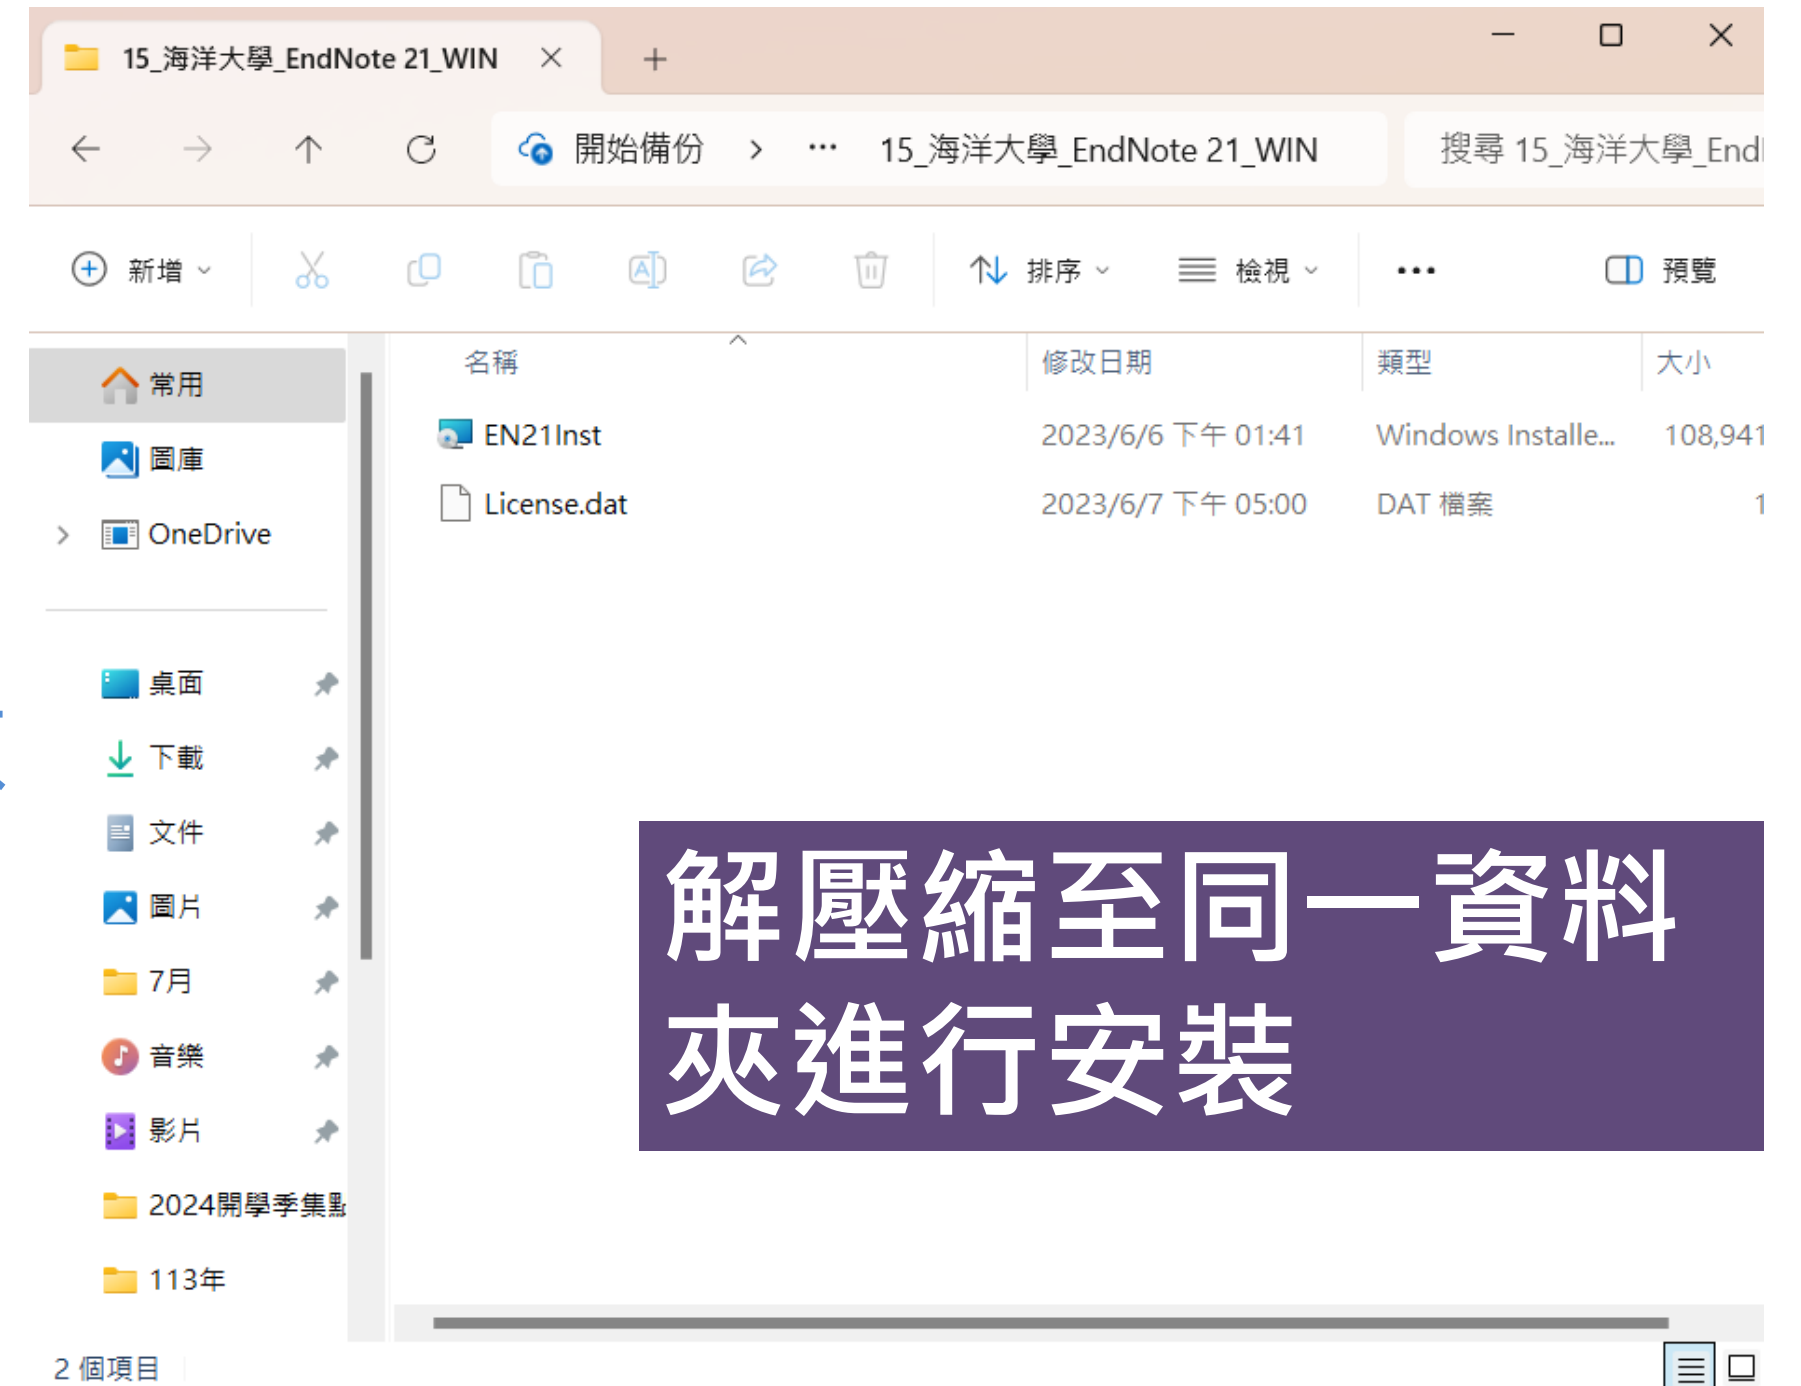 15_海洋大學_EndNote 21_WIN
開始備份 > ··· 15_海洋大學_EndNote 21_WIN
搜尋 15_海洋大學_End
新增
排序
檢視
預覽
名稱 修改日期 類型 大小
EN21Inst 2023/6/6 下午 01:41 Windows Installe... 108,941
License.dat 2023/6/7 下午 05:00 DAT 檔案 1
常用
圖庫
OneDrive
桌面
下載
文件
圖片
7月
音樂
影片
2024開學季集點
113年
解壓縮至同一資料
夾進行安裝
2 個項目